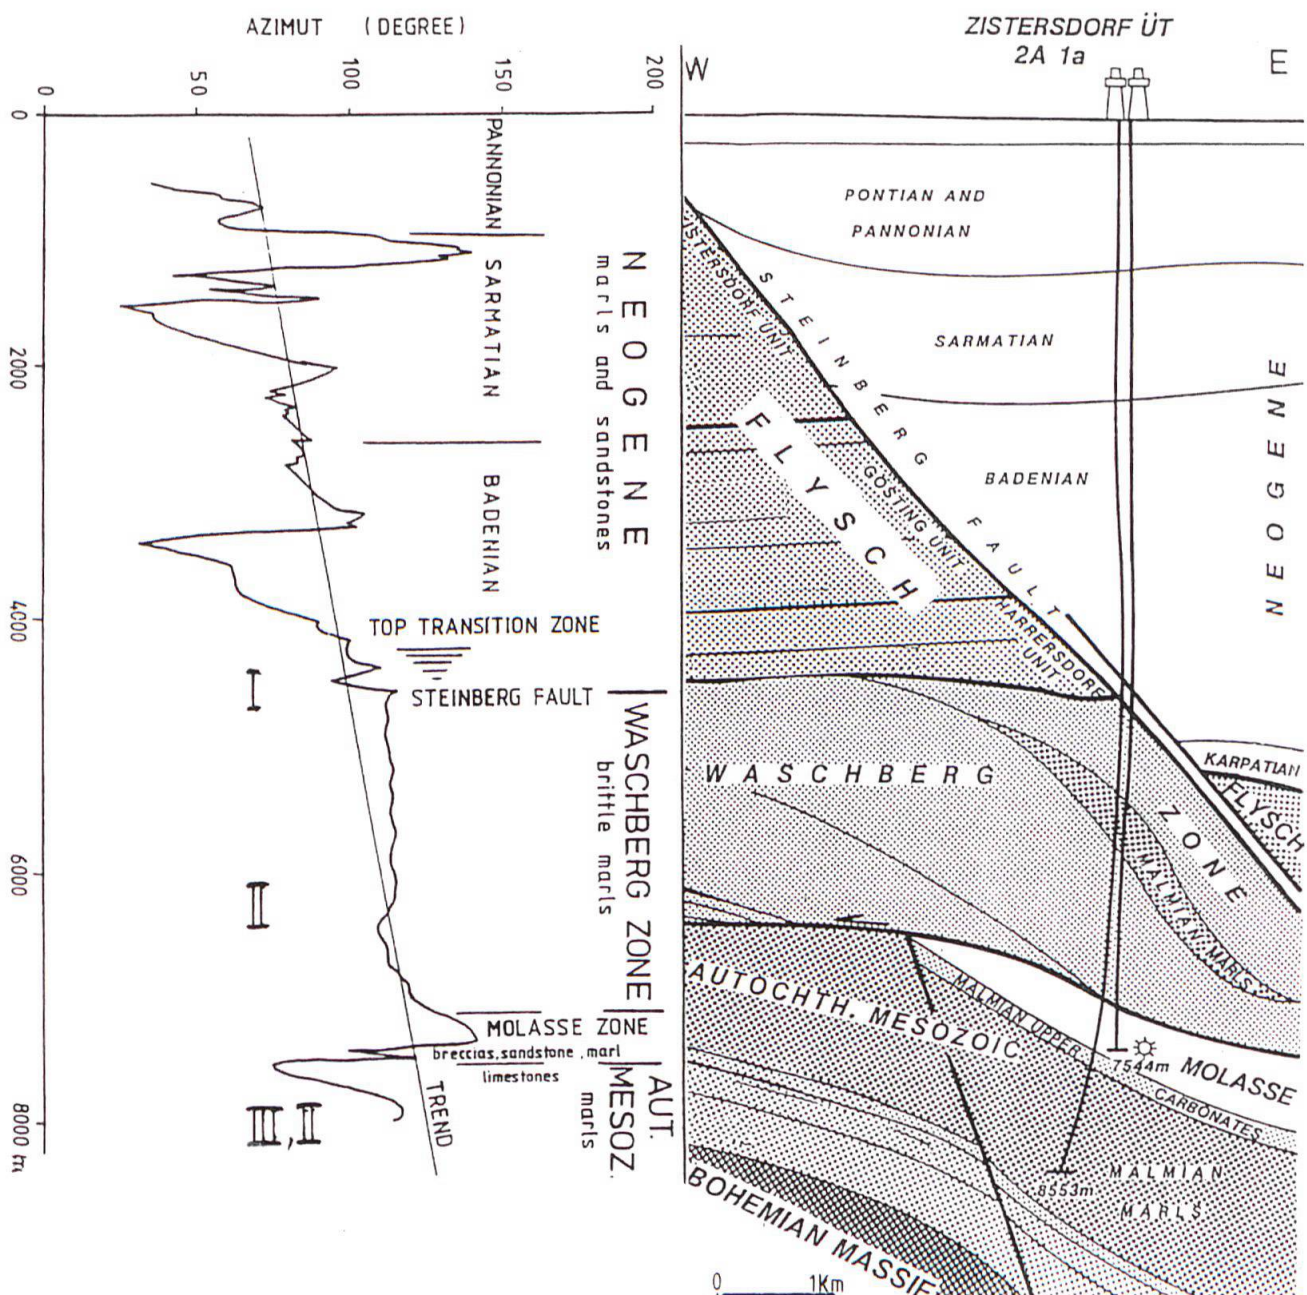 AZIMUT (DEGREE)
0
50
100
150
200
0
2000
4000
6000
8000 m
PANNONIAN
SARMATIAN
BADENIAN
NEOGENE
marls and sandstones
TOP TRANSITION ZONE
STEINBERG FAULT
WASCHBERG ZONE
brittle marls
MOLASSE ZONE
breccias, sandstone, marl
limestones
AUT.
MESOZ.
marls
TREND
I
II
III, II
ZISTERSDORF ÜT
2A 1a
W
E
PONTIAN AND
PANNONIAN
SARMATIAN
BADENIAN
NEOGENE
STEINBERG FAULT
ZISTERSDORF UNIT
FLYSCH
GÖSTING UNIT
HARRERSDORF
UNIT
KARPATIAN
FLYSCH
WASCHBERG ZONE
MALMIAN MARLS
AUTOCHTH. MESOZOIC
MALMIAN UPPER
CARBONATES
7544m
MOLASSE
8553m
MALMIAN
MARLS
BOHEMIAN MASSIF
0 1Km